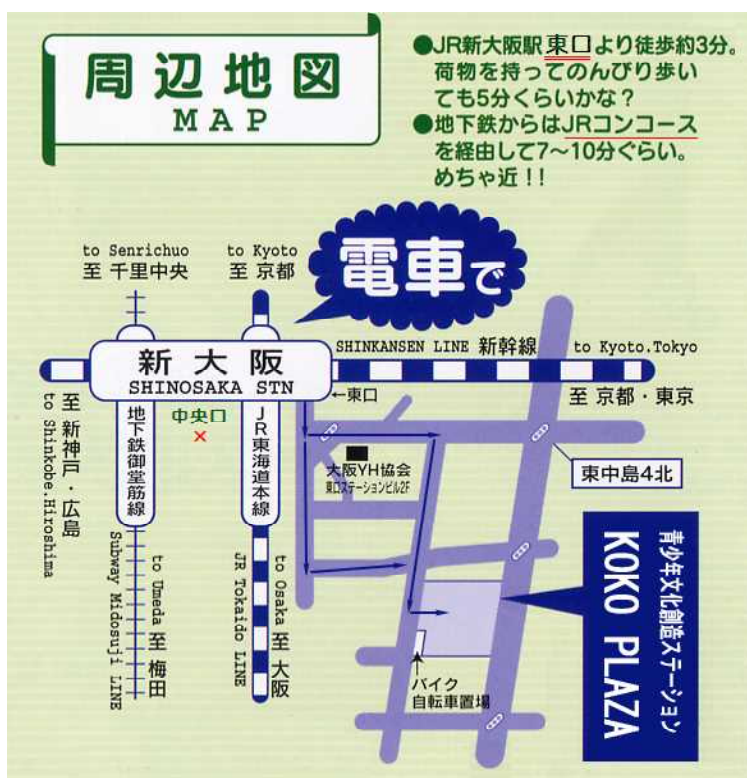 周辺地図
MAP
●JR新大阪駅 東口より徒歩約3分。
荷物を持ってのんびり歩い
ても5分くらいかな？
●地下鉄からはJRコンコース
を経由して7〜10分ぐらい。
めちゃ近！！
電車で
to Senrichuo
至 千里中央
to Kyoto
至 京都
新大阪
SHINOSAKA STN
SHINKANSEN LINE 新幹線
to Kyoto.Tokyo
至 京都・東京
←東口
中央口
×
至 新神戸・広島
to Shinkobe.Hiroshima
地下鉄御堂筋線
JR東海道本線
大阪YH協会
東口ステーションビル2F
東中島4北
to Umeda 至 梅田
Subway Midosuji LINE
to Osaka 至 大阪
JR Tokaido LINE
青少年文化創造ステーション
KOKO PLAZA
バイク
自転車置場